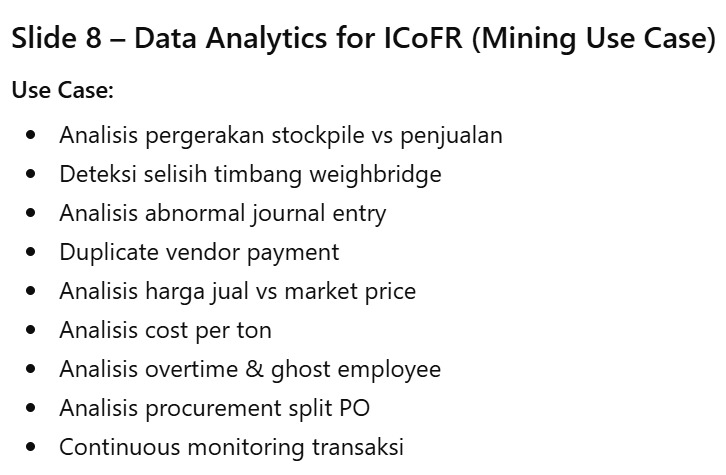 Slide 8 – Data Analytics for ICoFR (Mining Use Case)
Use Case:
• Analisis pergerakan stockpile vs penjualan
• Deteksi selisih timbang weighbridge
• Analisis abnormal journal entry
• Duplicate vendor payment
• Analisis harga jual vs market price
• Analisis cost per ton
• Analisis overtime & ghost employee
• Analisis procurement split PO
• Continuous monitoring transaksi